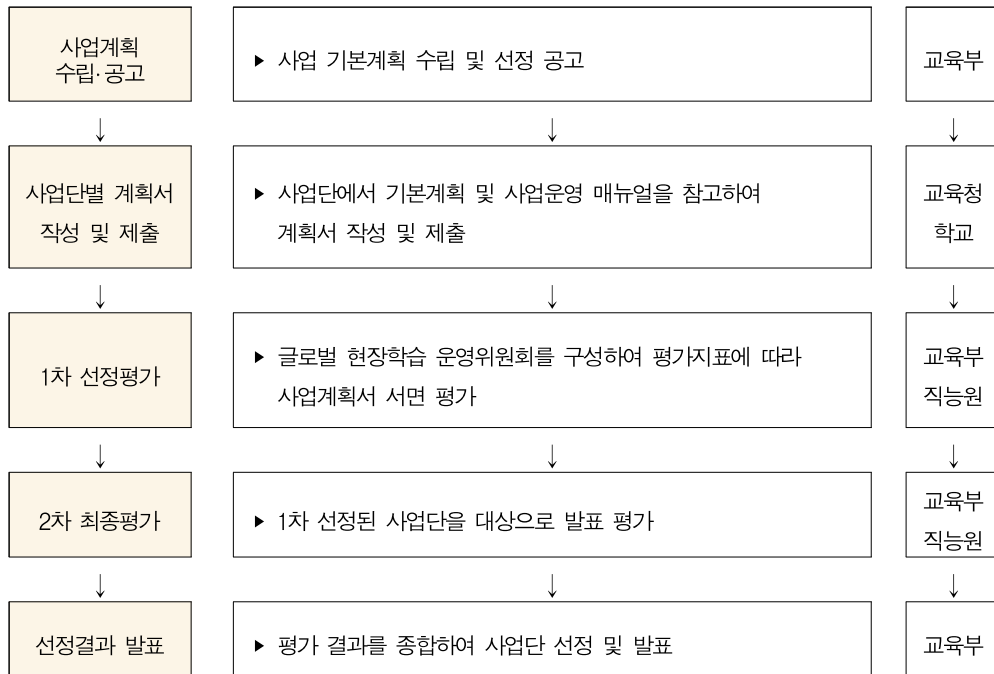 사업계획
수립·공고
▶ 사업 기본계획 수립 및 선정 공고
교육부
↓ ↓ ↓
사업단별 계획서
작성 및 제출
▶ 사업단에서 기본계획 및 사업운영 매뉴얼을 참고하여
계획서 작성 및 제출
교육청
학교
↓ ↓ ↓
1차 선정평가
▶ 글로벌 현장학습 운영위원회를 구성하여 평가지표에 따라
사업계획서 서면 평가
교육부
직능원
↓ ↓ ↓
2차 최종평가
▶ 1차 선정된 사업단을 대상으로 발표 평가
교육부
직능원
↓ ↓ ↓
선정결과 발표
▶ 평가 결과를 종합하여 사업단 선정 및 발표
교육부